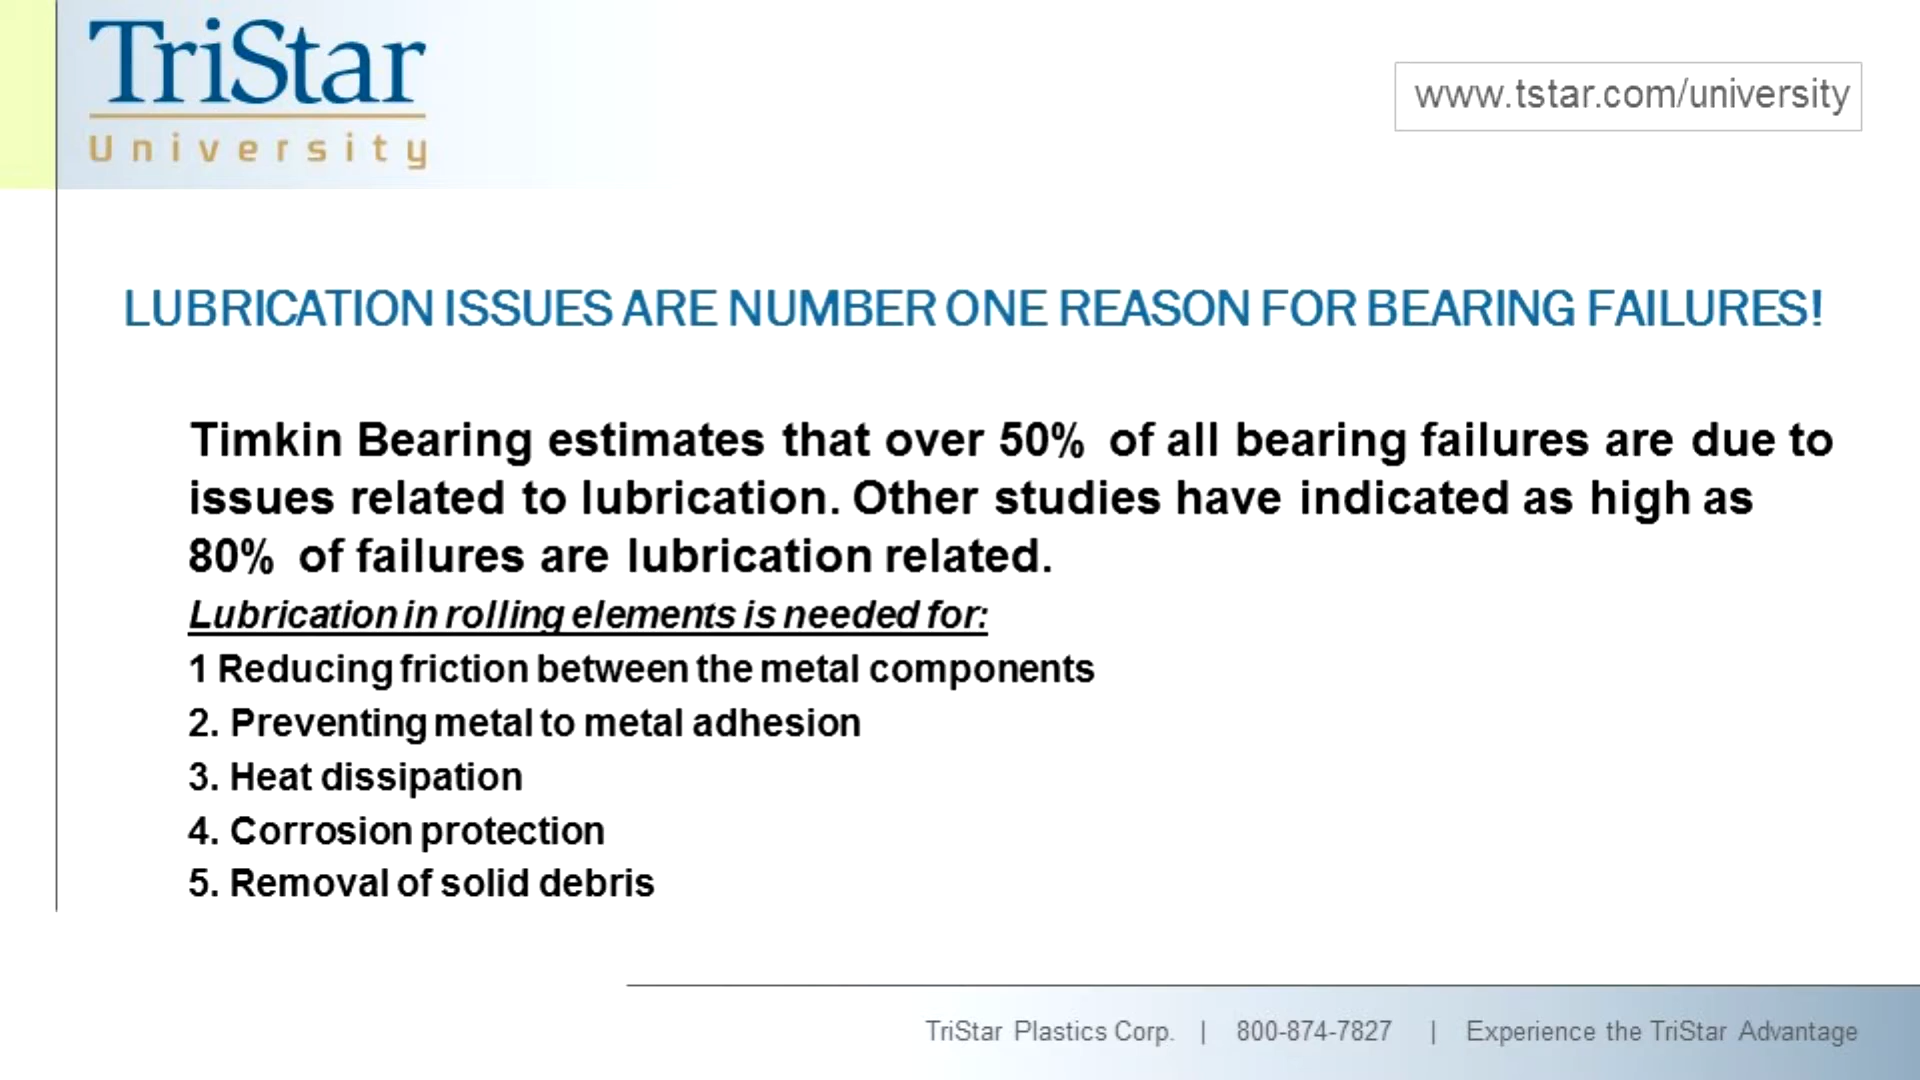 TriStar
University
www.tstar.com/university
LUBRICATION ISSUES ARE NUMBER ONE REASON FOR BEARING FAILURES!
Timkin Bearing estimates that over 50% of all bearing failures are due to
issues related to lubrication. Other studies have indicated as high as
80% of failures are lubrication related.
Lubrication in rolling elements is needed for:
1 Reducing friction between the metal components
2. Preventing metal to metal adhesion
3. Heat dissipation
4. Corrosion protection
5. Removal of solid debris
TriStar Plastics Corp. | 800-874-7827 | Experience the TriStar Advantage